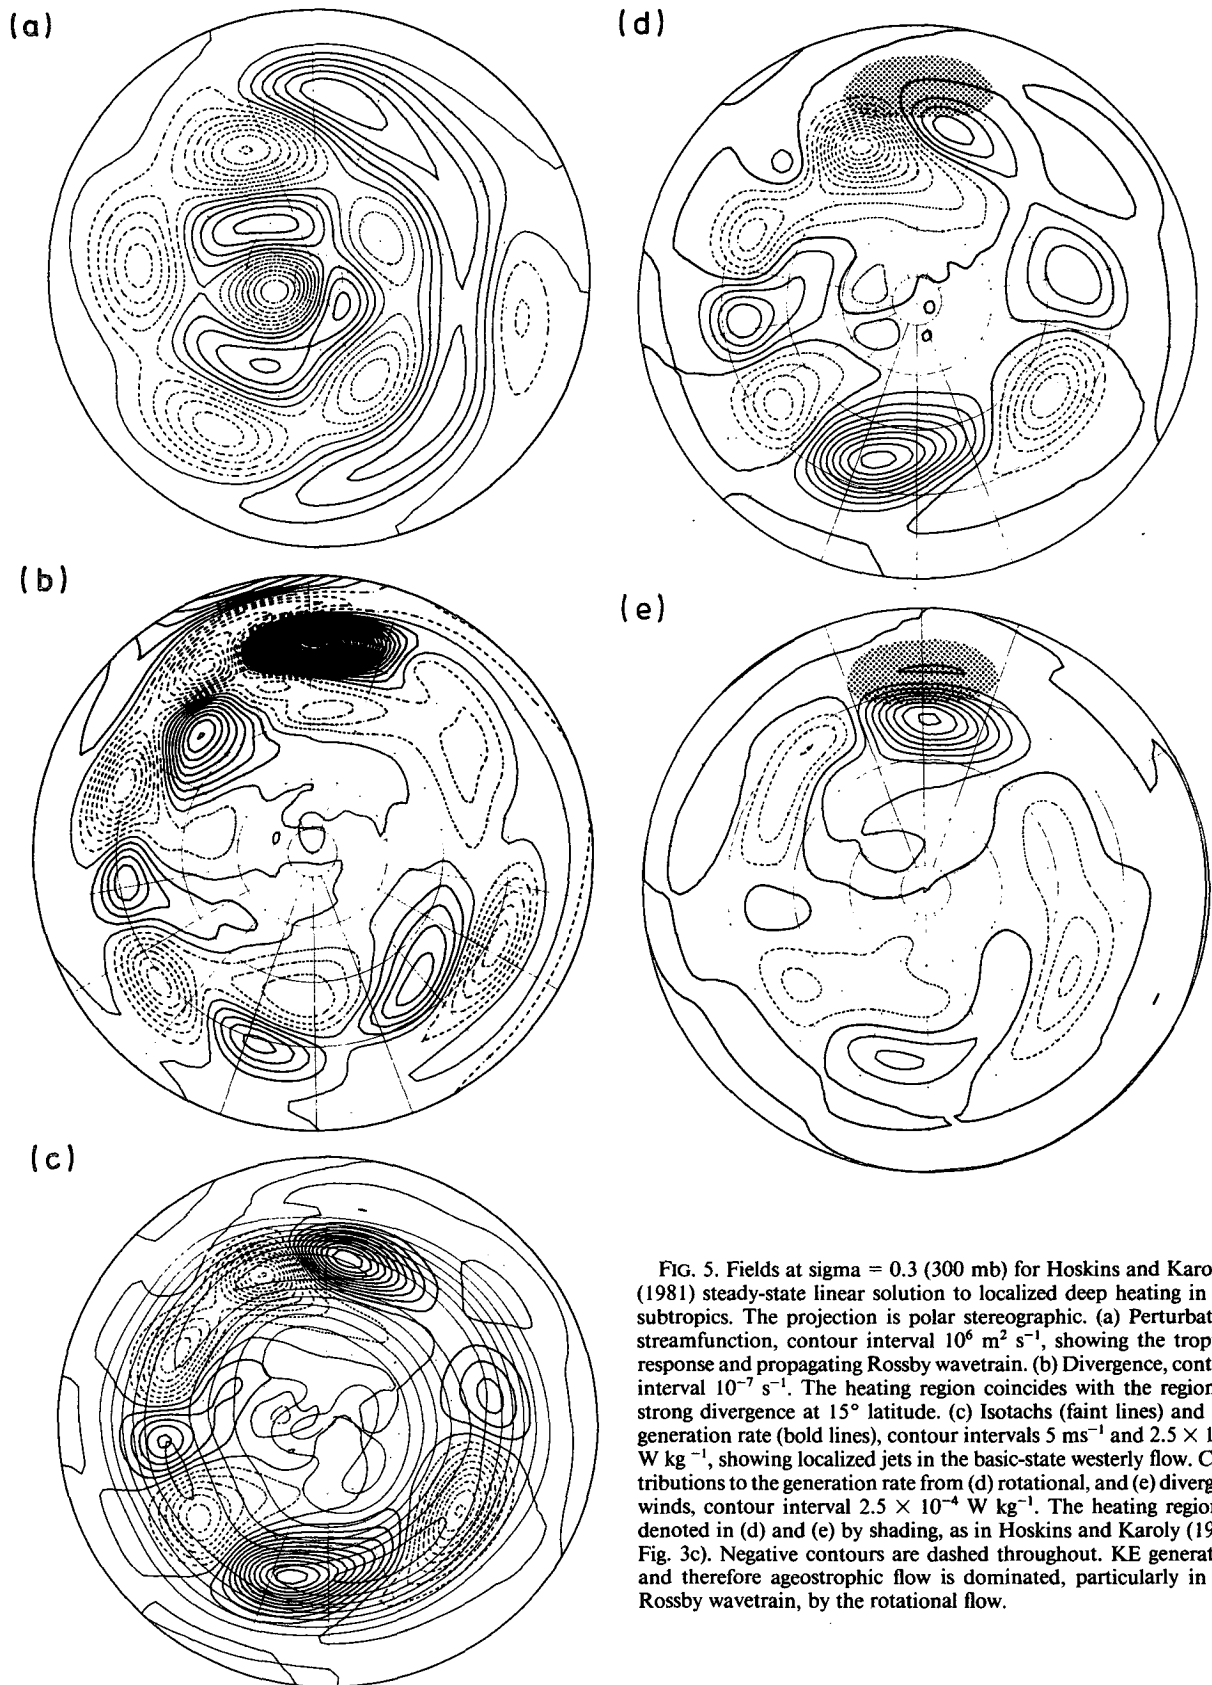 (a)
(d)
(b)
(e)
(c)
FIG. 5. Fields at sigma = 0.3 (300 mb) for Hoskins and Karo
(1981) steady-state linear solution to localized deep heating in
subtropics. The projection is polar stereographic. (a) Perturbat
streamfunction, contour interval 10⁶ m² s⁻¹, showing the trop
response and propagating Rossby wavetrain. (b) Divergence, cont
interval 10⁻⁷ s⁻¹. The heating region coincides with the region
strong divergence at 15° latitude. (c) Isotachs (faint lines) and
generation rate (bold lines), contour intervals 5 ms⁻¹ and 2.5 × 1
W kg⁻¹, showing localized jets in the basic-state westerly flow. C
tributions to the generation rate from (d) rotational, and (e) diverg
winds, contour interval 2.5 × 10⁻⁴ W kg⁻¹. The heating region
denoted in (d) and (e) by shading, as in Hoskins and Karoly (19
Fig. 3c). Negative contours are dashed throughout. KE generat
and therefore ageostrophic flow is dominated, particularly in
Rossby wavetrain, by the rotational flow.